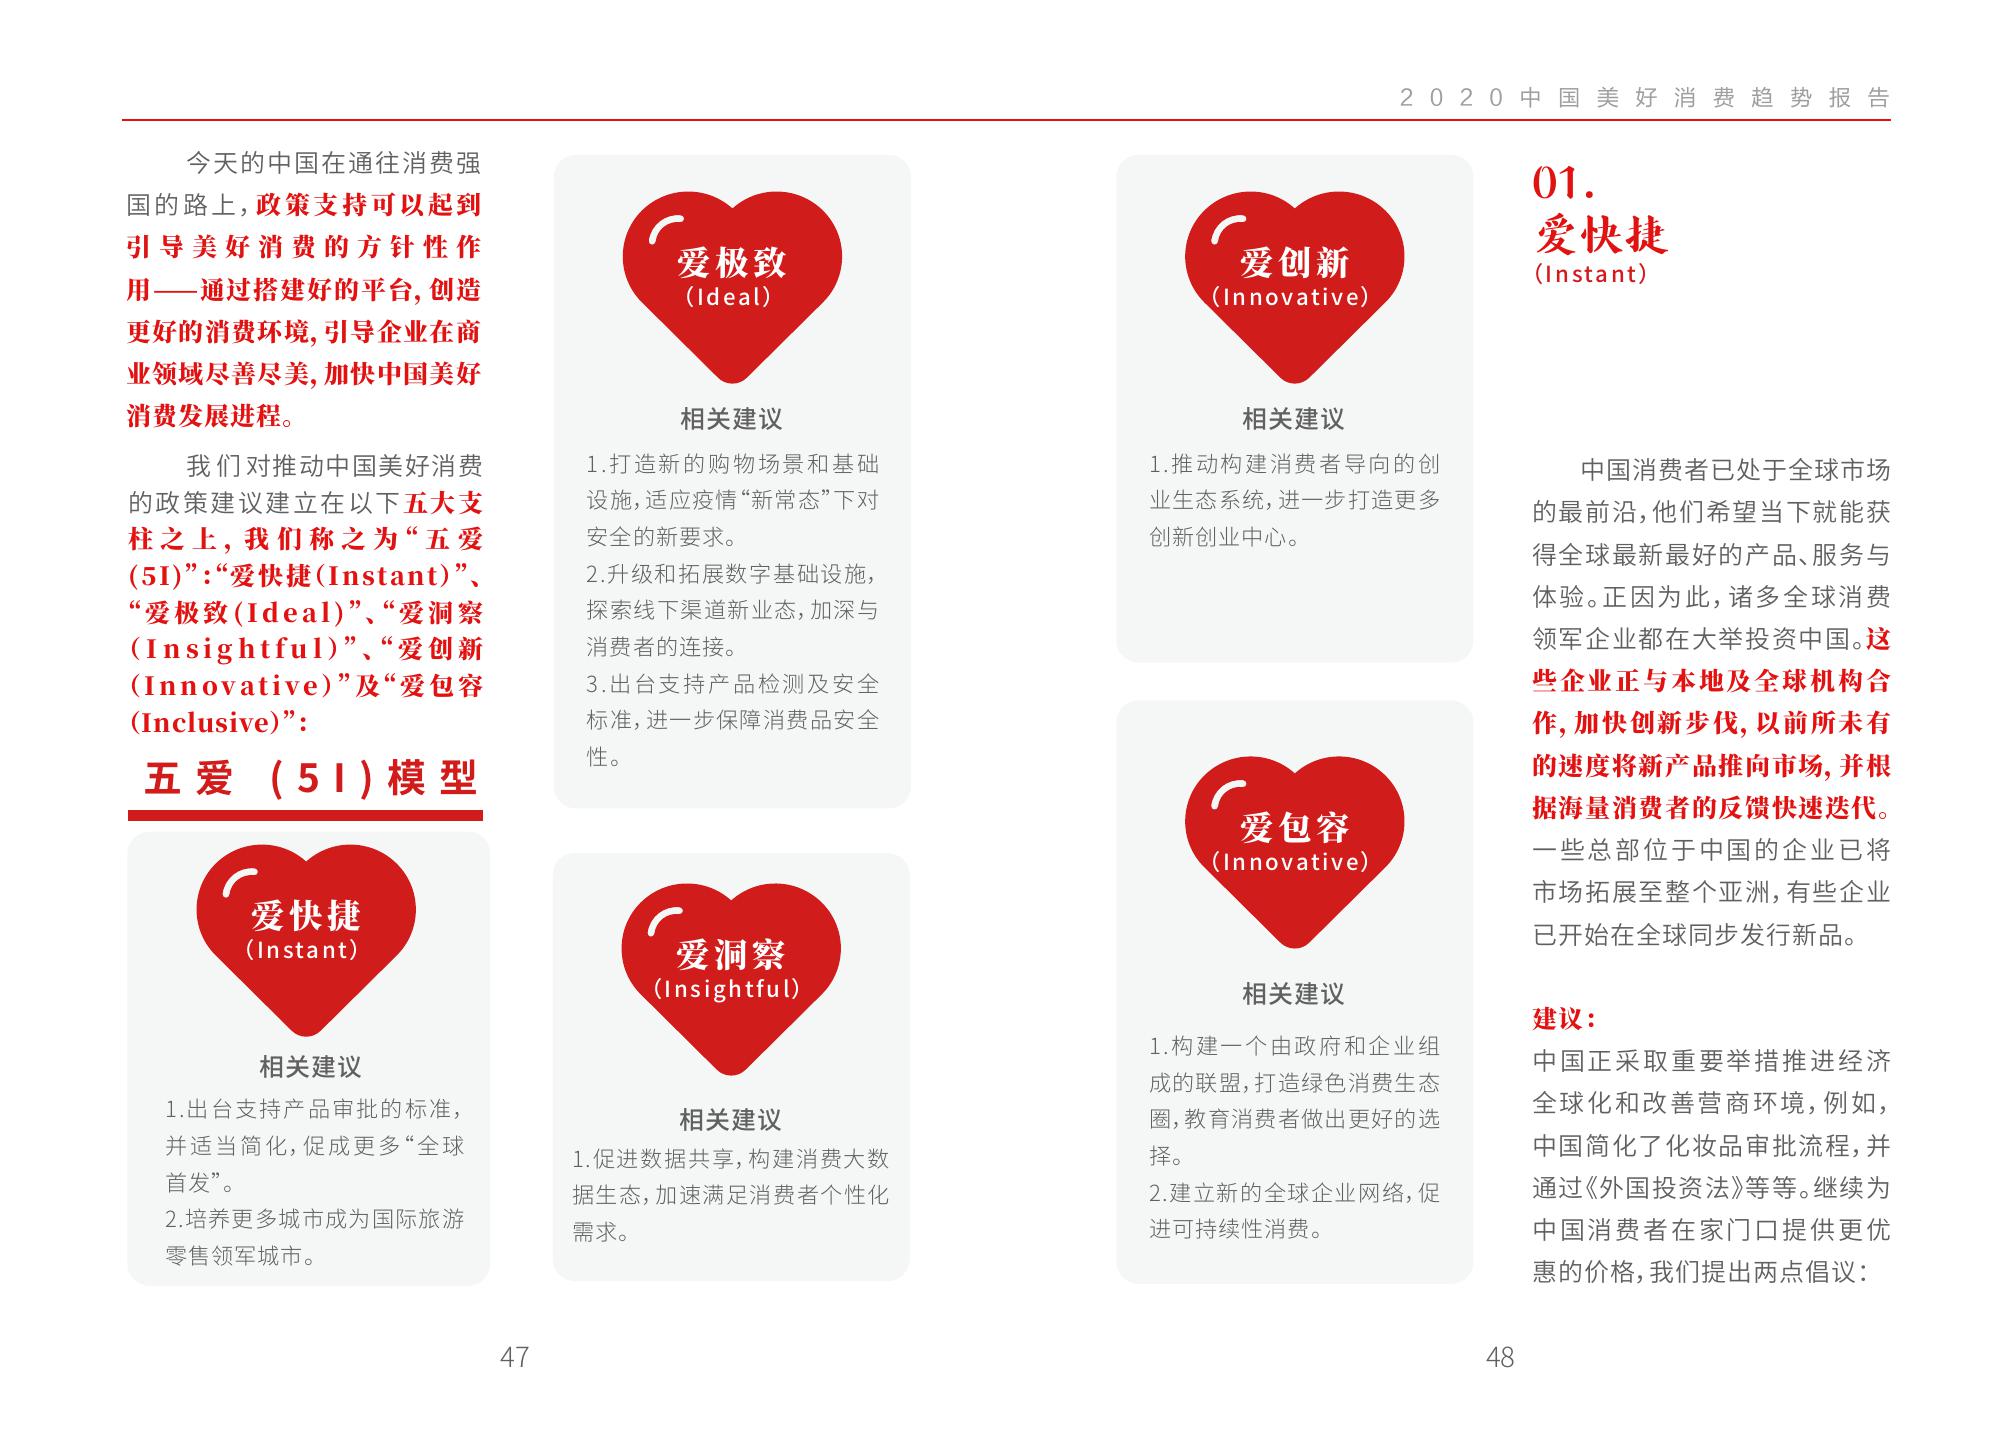 2020中国美好消费趋势报告
今天的中国在通往消费强
国的路上，政策支持可以起到
引导美好消费的方针性作
用——通过搭建好的平台，创造
更好的消费环境，引导企业在商
业领域尽善尽美，加快中国美好
消费发展进程。
我们对推动中国美好消费
的政策建议建立在以下五大支
柱之上，我们称之为“五爱
(5I)”：“爱快捷(Instant)”、
“爱极致(Ideal)”、“爱洞察
(Insightful)”、“爱创新
(Innovative)”及“爱包容
(Inclusive)”：
五爱 (5I)模型
爱快捷
(Instant)
相关建议
1.出台支持产品审批的标准，
并适当简化，促成更多“全球
首发”。
2.培养更多城市成为国际旅游
零售领军城市。
爱极致
(Ideal)
相关建议
1.打造新的购物场景和基础
设施，适应疫情“新常态”下对
安全的新要求。
2.升级和拓展数字基础设施，
探索线下渠道新业态，加深与
消费者的连接。
3.出台支持产品检测及安全
标准，进一步保障消费品安全
性。
爱洞察
(Insightful)
相关建议
1.促进数据共享，构建消费大数
据生态，加速满足消费者个性化
需求。
47
爱创新
(Innovative)
相关建议
1.推动构建消费者导向的创
业生态系统，进一步打造更多
创新创业中心。
爱包容
(Innovative)
相关建议
1.构建一个由政府和企业组
成的联盟，打造绿色消费生态
圈，教育消费者做出更好的选
择。
2.建立新的全球企业网络，促
进可持续性消费。
01.
爱快捷
(Instant)
中国消费者已处于全球市场
的最前沿，他们希望当下就能获
得全球最新最好的产品、服务与
体验。正因为此，诸多全球消费
领军企业都在大举投资中国。这
些企业正与本地及全球机构合
作，加快创新步伐，以前所未有
的速度将新产品推向市场，并根
据海量消费者的反馈快速迭代。
一些总部位于中国的企业已将
市场拓展至整个亚洲，有些企业
已开始在全球同步发行新品。
建议：
中国正采取重要举措推进经济
全球化和改善营商环境，例如，
中国简化了化妆品审批流程，并
通过《外国投资法》等等。继续为
中国消费者在家门口提供更优
惠的价格，我们提出两点倡议：
48